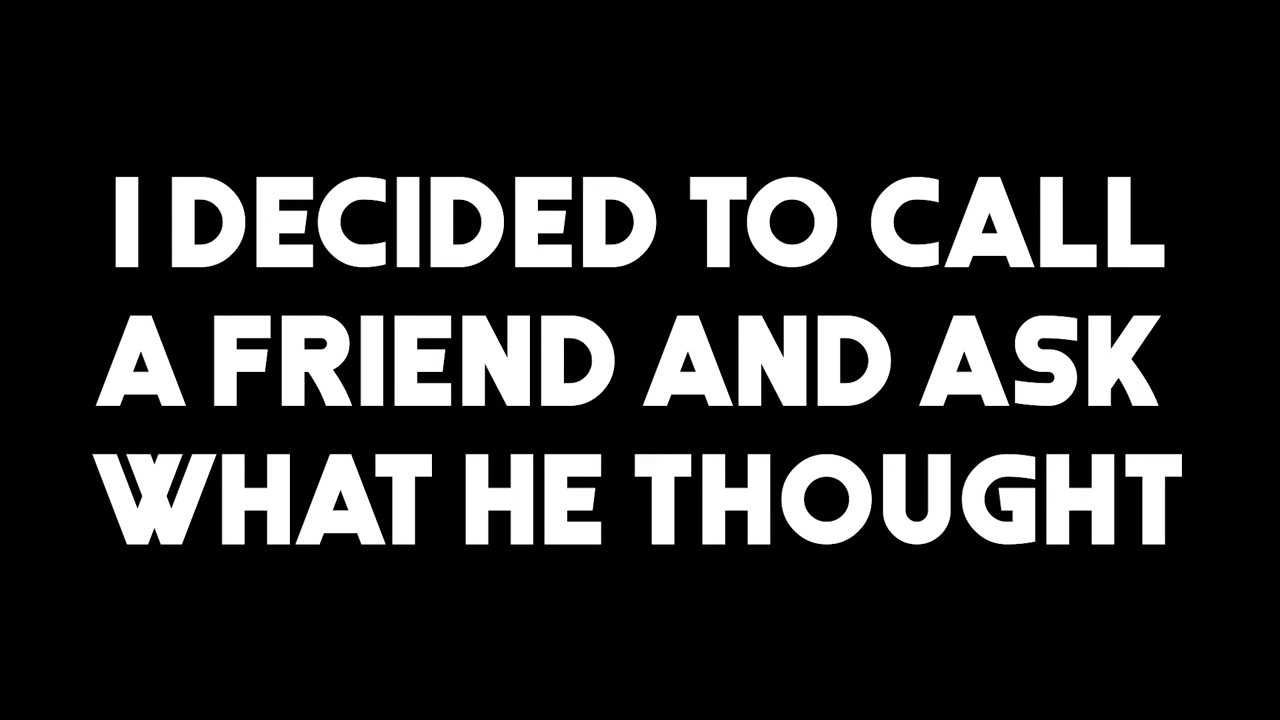 I DECIDED TO CALL
A FRIEND AND ASK
WHAT HE THOUGHT